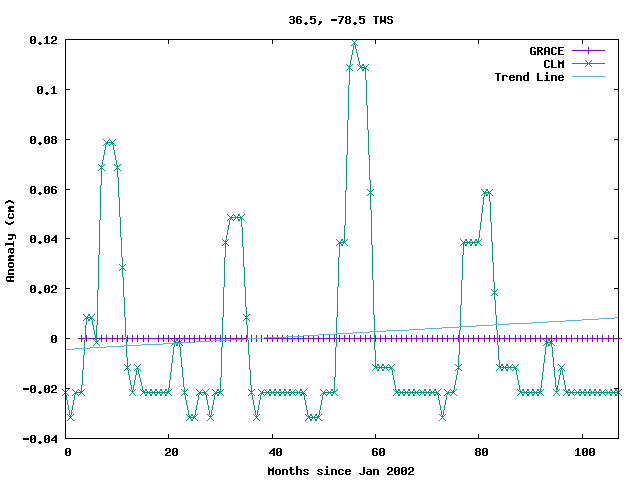 36.5, -78.5 TWS
GRACE
CLM
Trend Line
Anomaly (cm)
0.12
0.1
0.08
0.06
0.04
0.02
0
-0.02
-0.04
0 20 40 60 80 100
Months since Jan 2002